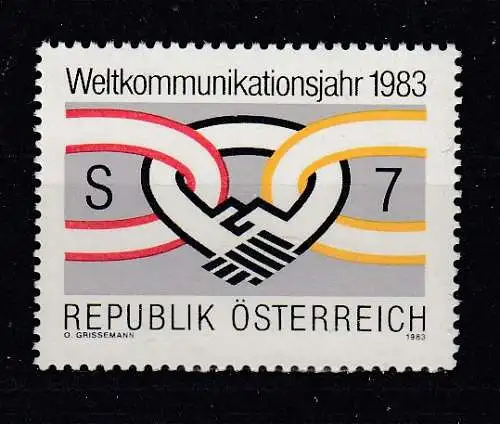 Weltkommunikationsjahr 1983
S 7
REPUBLIK ÖSTERREICH
O. GRISSEMANN 1983